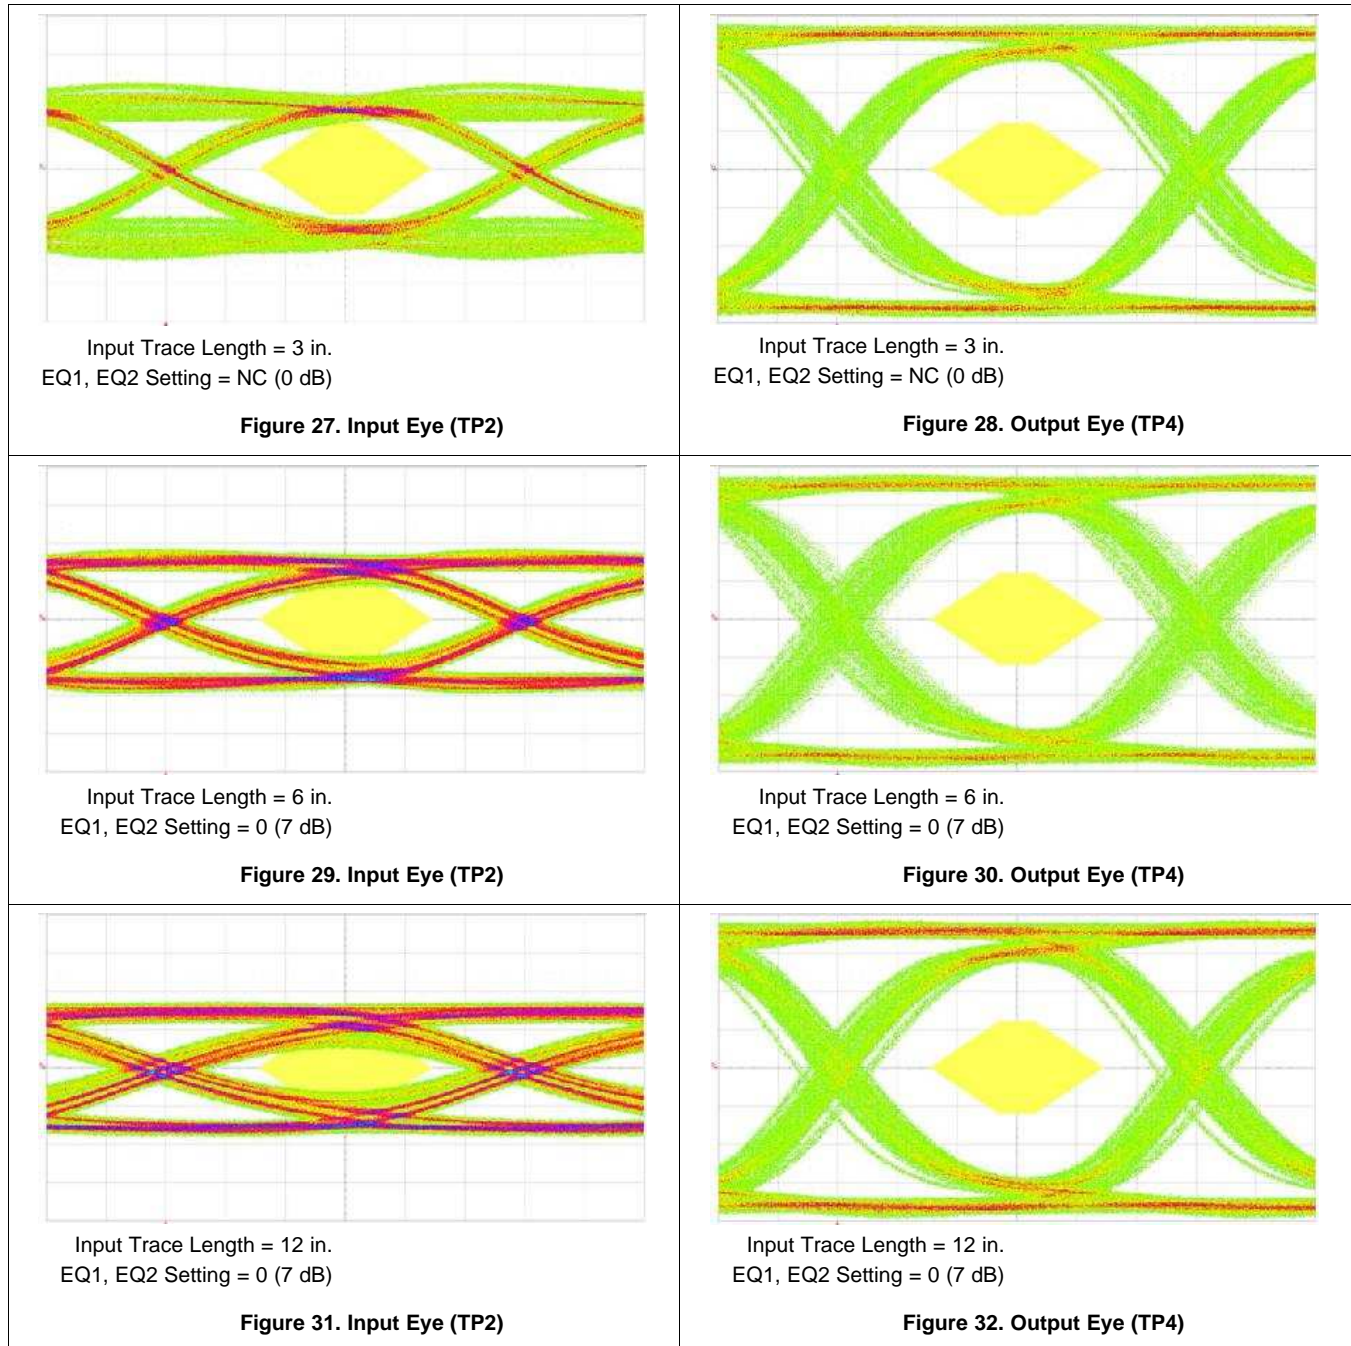 Input Trace Length = 3 in.
EQ1, EQ2 Setting = NC (0 dB)
Figure 27. Input Eye (TP2)
Input Trace Length = 3 in.
EQ1, EQ2 Setting = NC (0 dB)
Figure 28. Output Eye (TP4)
Input Trace Length = 6 in.
EQ1, EQ2 Setting = 0 (7 dB)
Figure 29. Input Eye (TP2)
Input Trace Length = 6 in.
EQ1, EQ2 Setting = 0 (7 dB)
Figure 30. Output Eye (TP4)
Input Trace Length = 12 in.
EQ1, EQ2 Setting = 0 (7 dB)
Figure 31. Input Eye (TP2)
Input Trace Length = 12 in.
EQ1, EQ2 Setting = 0 (7 dB)
Figure 32. Output Eye (TP4)